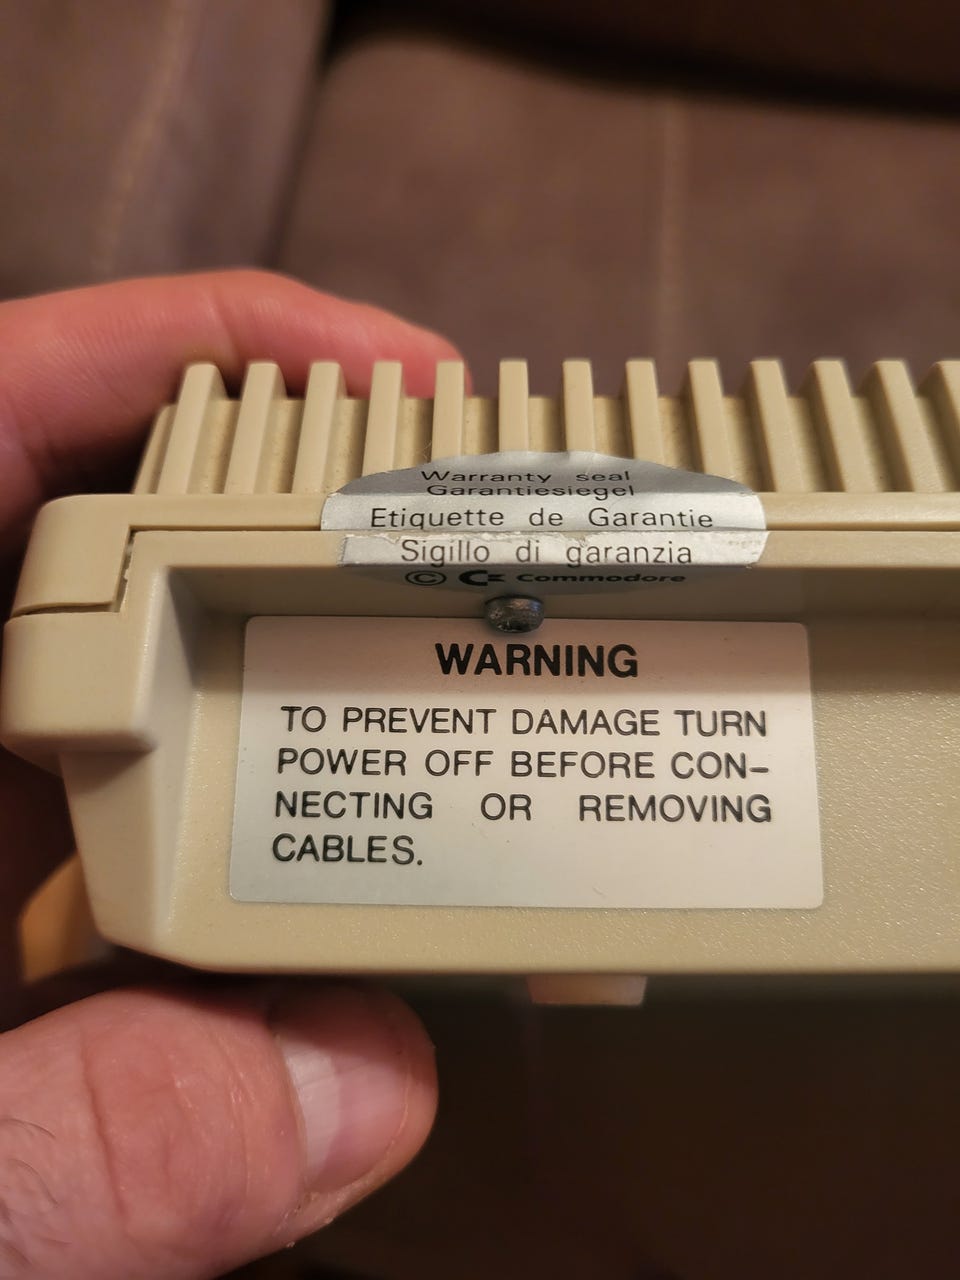 Warranty seal
Garantiesiegel
Etiquette de Garantie
Sigillo di garanzia
© C= Commodore
WARNING
TO PREVENT DAMAGE TURN
POWER OFF BEFORE CON-
NECTING OR REMOVING
CABLES.